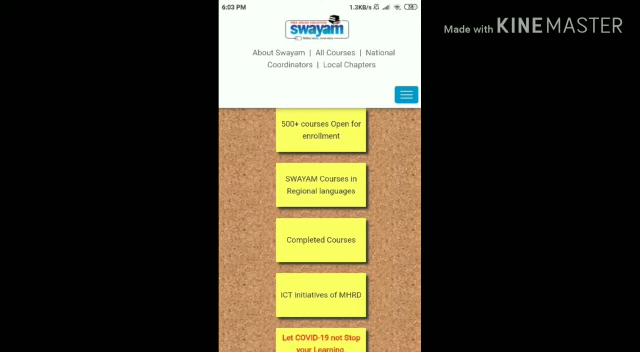 6:03 PM
1.3KB/s
Made with KINEMASTER
swayam
About Swayam | All Courses | National
Coordinators | Local Chapters
500+ courses Open for
enrollment
SWAYAM Courses in
Regional languages
Completed Courses
ICT Initiatives of MHRD
Let COVID-19 not Stop
your Learning.